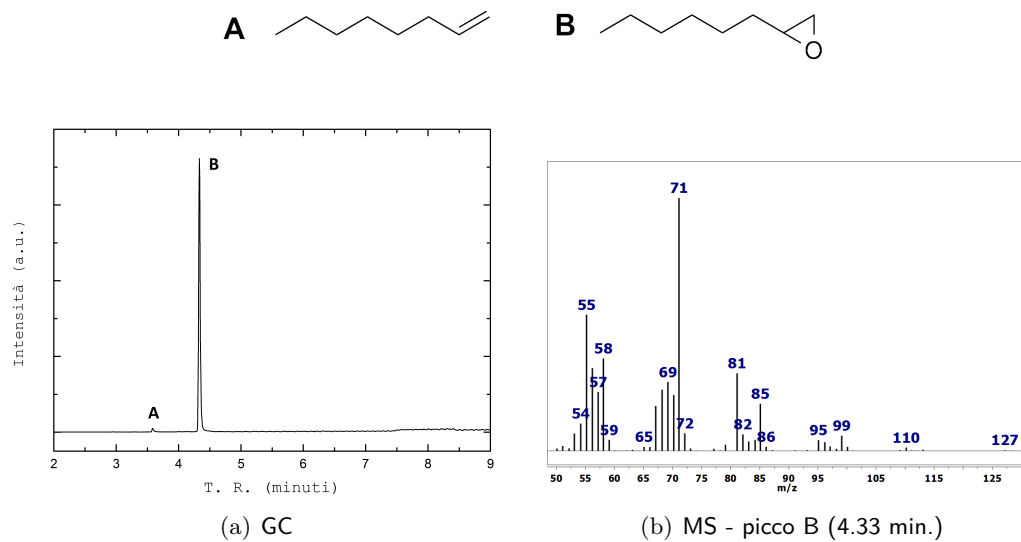 A
B
O
Intensità (a.u.)
A
B
2 3 4 5 6 7 8 9
T. R. (minuti)
(a) GC
71
55
58
81
69
57
85
54
82
72
59
65
86
95
99
110
127
50 55 60 65 70 75 80 85 90 95 100 105 110 115 125
m/z
(b) MS - picco B (4.33 min.)